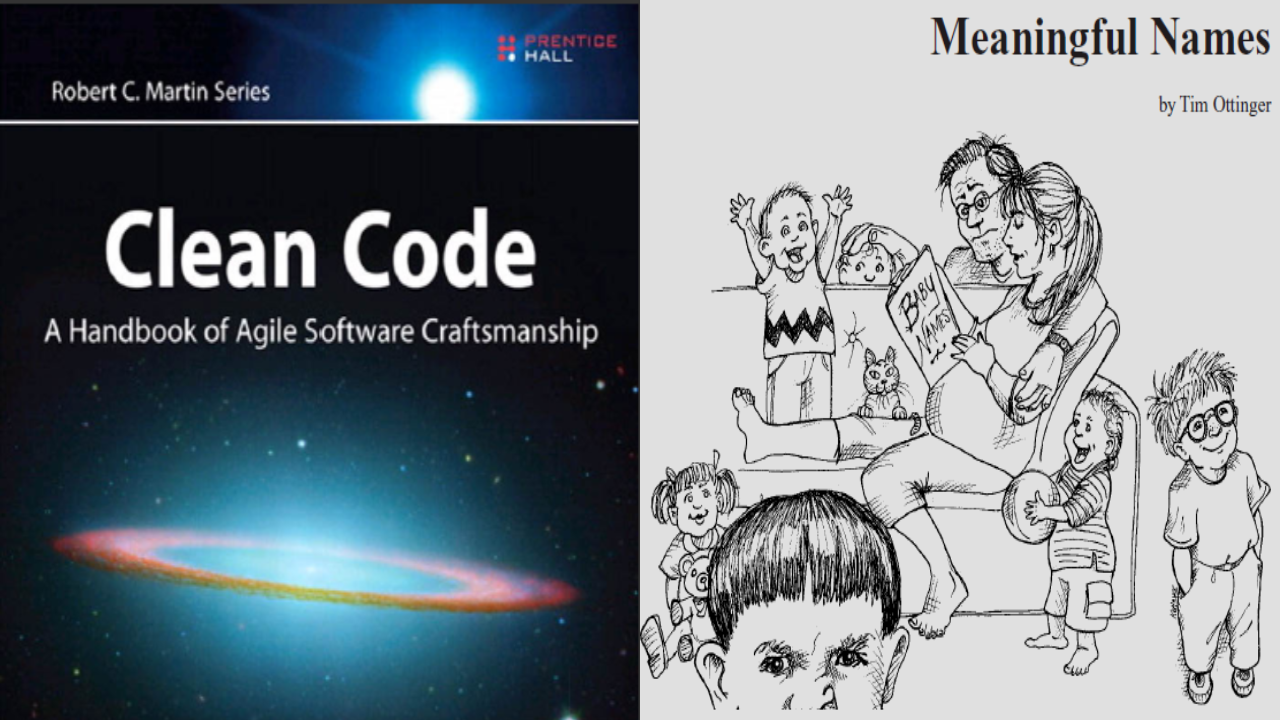 PRENTICE
HALL
Robert C. Martin Series
Clean Code
A Handbook of Agile Software Craftsmanship
Meaningful Names
by Tim Ottinger
BABY
NAMES